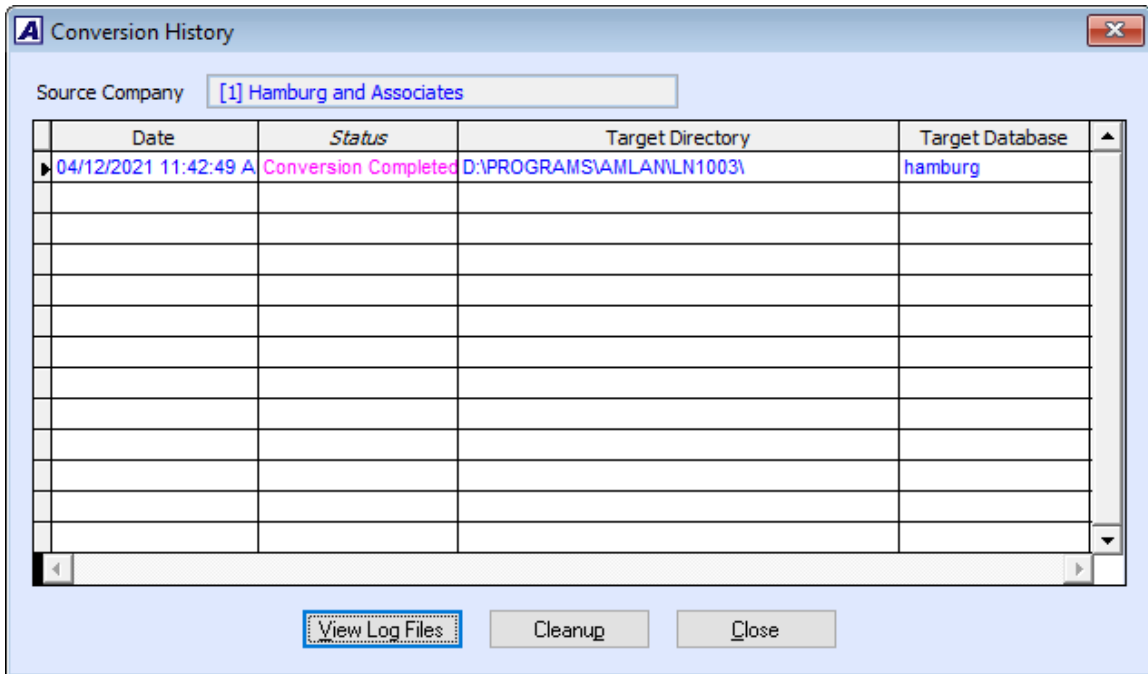 A Conversion History
Source Company [1] Hamburg and Associates
Date Status Target Directory Target Database
04/12/2021 11:42:49 A Conversion Completed D:\PROGRAMS\AMLAN\LN1003\ hamburg
View Log Files Cleanup Close